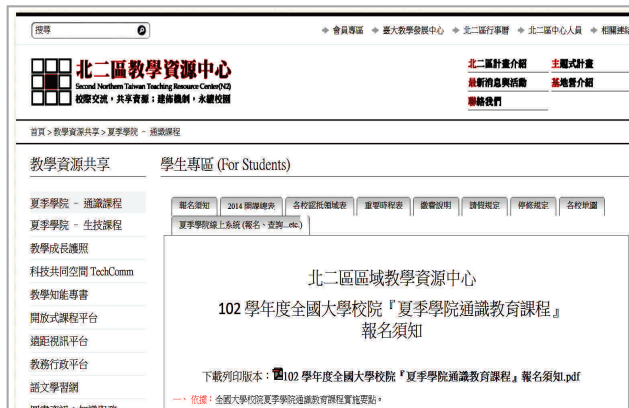 搜尋
會員專區 臺大教學發展中心 北二區行事曆 北二區中心人員 相關連結
北二區教學資源中心
Second Northern Taiwan Teaching Resource Center(N2)
校際交流，共享資源；建佈機制，永續校園
北二區計畫介紹 主題式計畫
最新消息與活動 基地營介紹
聯絡我們
首頁 > 教學資源共享 > 夏季學院 - 通識課程
教學資源共享
夏季學院 - 通識課程
夏季學院 - 生技課程
教學成長護照
科技共同空間 TechComm
教學知能專書
開放式課程平台
遠距視訊平台
教務行政平台
語文學習網
學生專區 (For Students)
報名須知 2014 開課總表 各校認抵領域表 重要時程表 繳費說明 請假規定 停修規定 各校地圖
夏季學院線上系統 (報名、查詢...etc.)
北二區區域教學資源中心
102 學年度全國大學校院『夏季學院通識教育課程』
報名須知
下載列印版本：102 學年度全國大學校院『夏季學院通識教育課程』報名須知.pdf
一、依據：全國大學校院夏季學院通識教育課程實施要點。